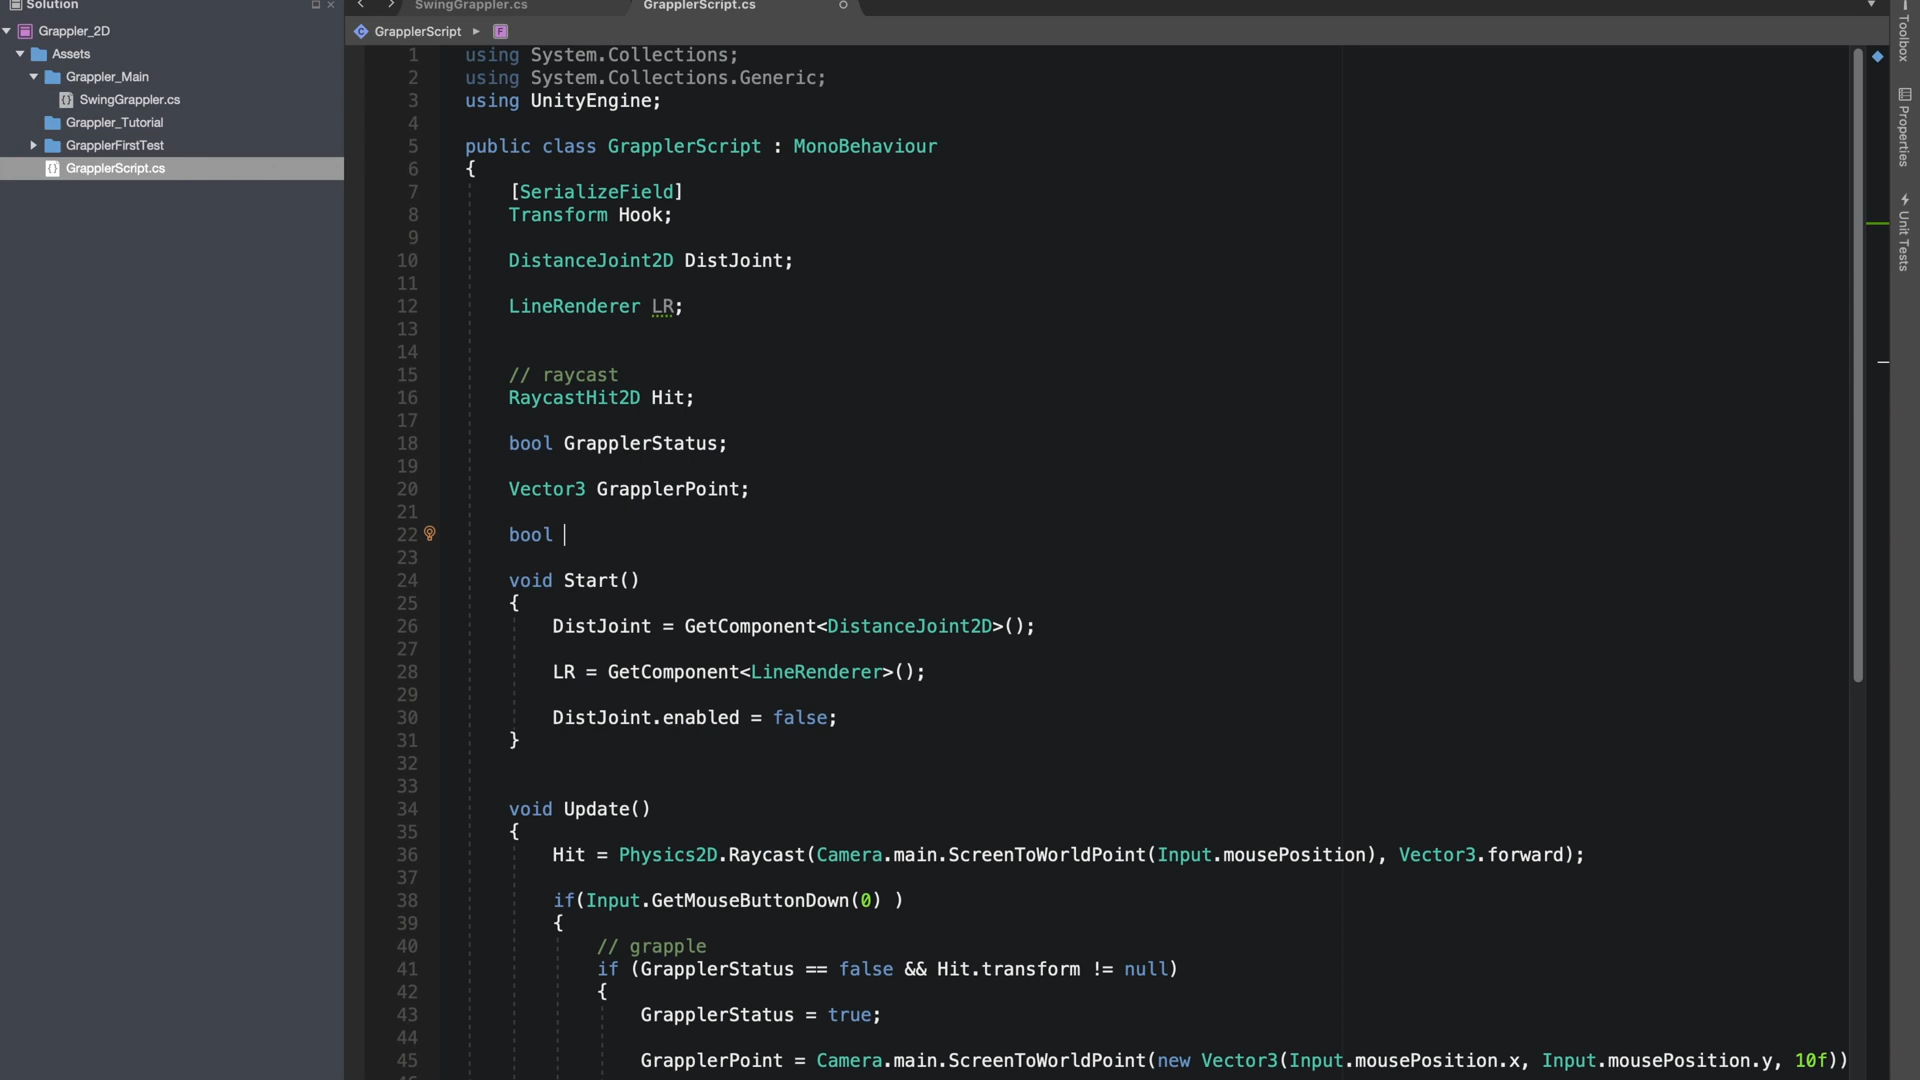 Solution
Grappler_2D
Assets
Grappler_Main
SwingGrappler.cs
Grappler_Tutorial
GrapplerFirstTest
GrapplerScript.cs
SwingGrappler.cs
GrapplerScript.cs
GrapplerScript
F
1 using System.Collections;
2 using System.Collections.Generic;
3 using UnityEngine;
4
5 public class GrapplerScript : MonoBehaviour
6 {
7 [SerializeField]
8 Transform Hook;
9
10 DistanceJoint2D DistJoint;
11
12 LineRenderer LR;
13
14
15 // raycast
16 RaycastHit2D Hit;
17
18 bool GrapplerStatus;
19
20 Vector3 GrapplerPoint;
21
22 bool
23
24 void Start()
25 {
26 DistJoint = GetComponent<DistanceJoint2D>();
27
28 LR = GetComponent<LineRenderer>();
29
30 DistJoint.enabled = false;
31 }
32
33
34 void Update()
35 {
36 Hit = Physics2D.Raycast(Camera.main.ScreenToWorldPoint(Input.mousePosition), Vector3.forward);
37
38 if(Input.GetMouseButtonDown(0) )
39 {
40 // grapple
41 if (GrapplerStatus == false && Hit.transform != null)
42 {
43 GrapplerStatus = true;
44
45 GrapplerPoint = Camera.main.ScreenToWorldPoint(new Vector3(Input.mousePosition.x, Input.mousePosition.y, 10f))
Toolbox
Properties
Unit Tests